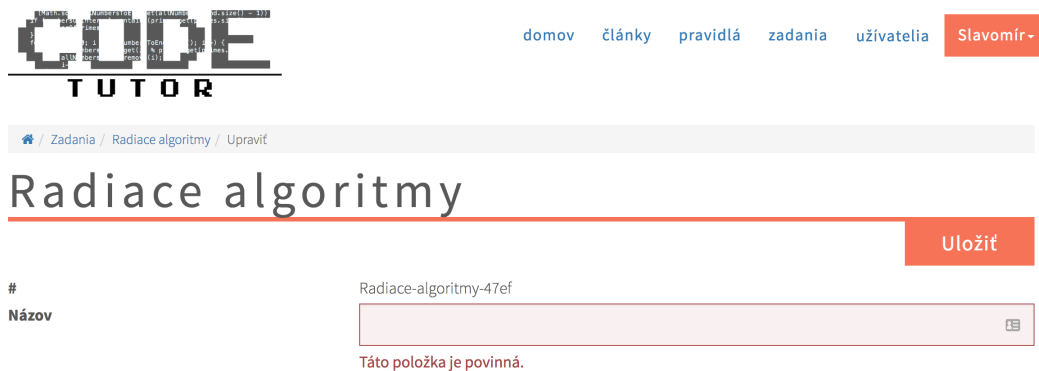 CODE
TUTOR
domov články pravidlá zadania užívatelia Slavomír
/ Zadania / Radiace algoritmy / Upraviť
Radiace algoritmy
Uložiť
# Radiace-algoritmy-47ef
Názov
Táto položka je povinná.